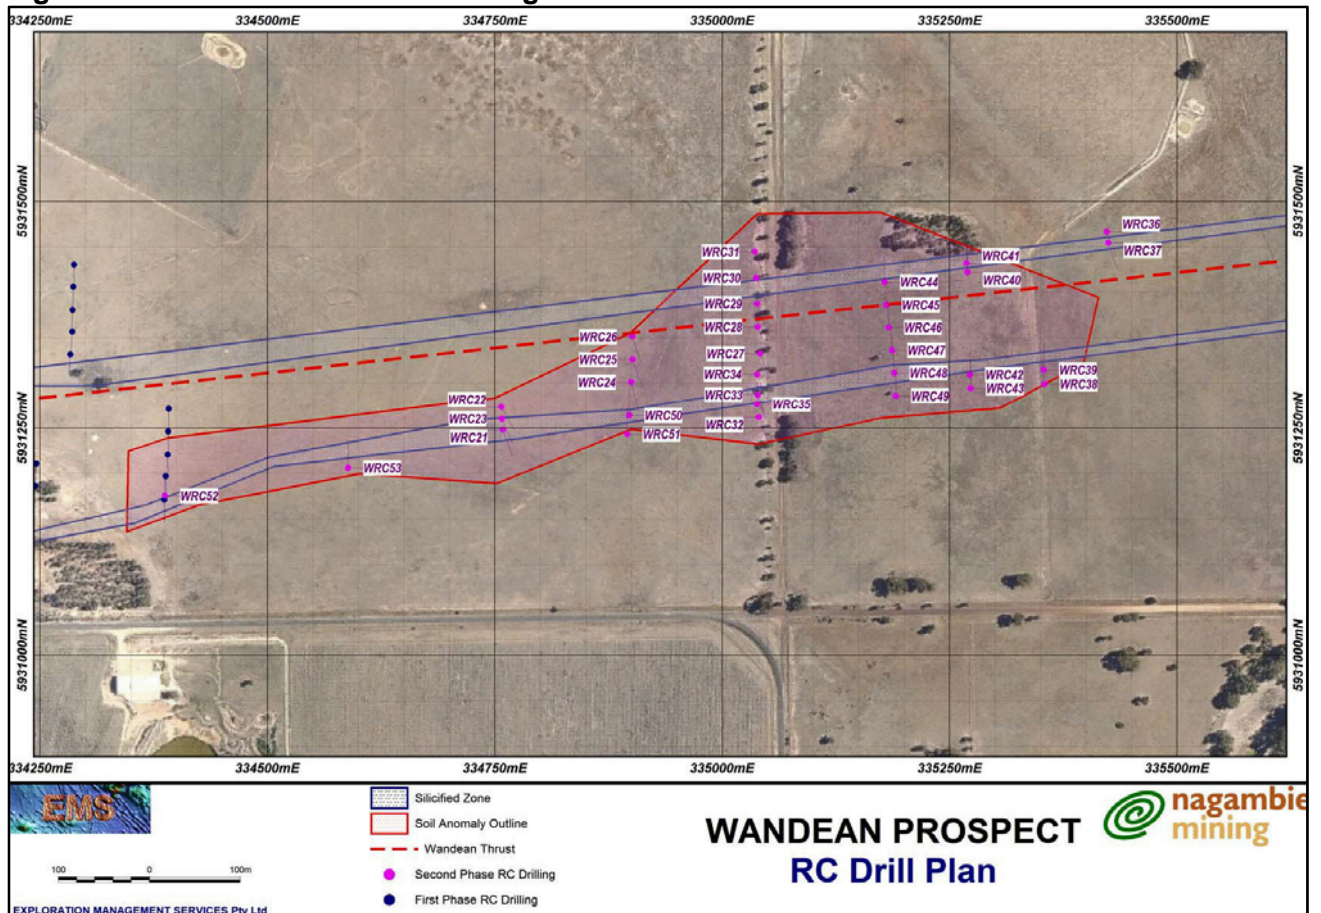 334250mE 334500mE 334750mE 335000mE 335250mE 335500mE
5931500mN 5931500mN
WRC36
WRC31 WRC41 WRC37
WRC30 WRC40
WRC44
WRC29 WRC45
WRC28 WRC46
WRC26
WRC27 WRC47
WRC25
WRC34 WRC48 WRC42 WRC39
WRC24
WRC33 WRC43 WRC38
WRC22 WRC35 WRC49
WRC23 WRC50 WRC32
5931250mN 5931250mN
WRC21 WRC51
WRC53
WRC52
5931000mN 5931000mN
334250mE 334500mE 334750mE 335000mE 335250mE 335500mE
EMS
100 0 100m
EXPLORATION MANAGEMENT SERVICES Pty Ltd
Silicified Zone
Soil Anomaly Outline
Wandean Thrust
Second Phase RC Drilling
First Phase RC Drilling
WANDEAN PROSPECT
RC Drill Plan
nagambie
mining